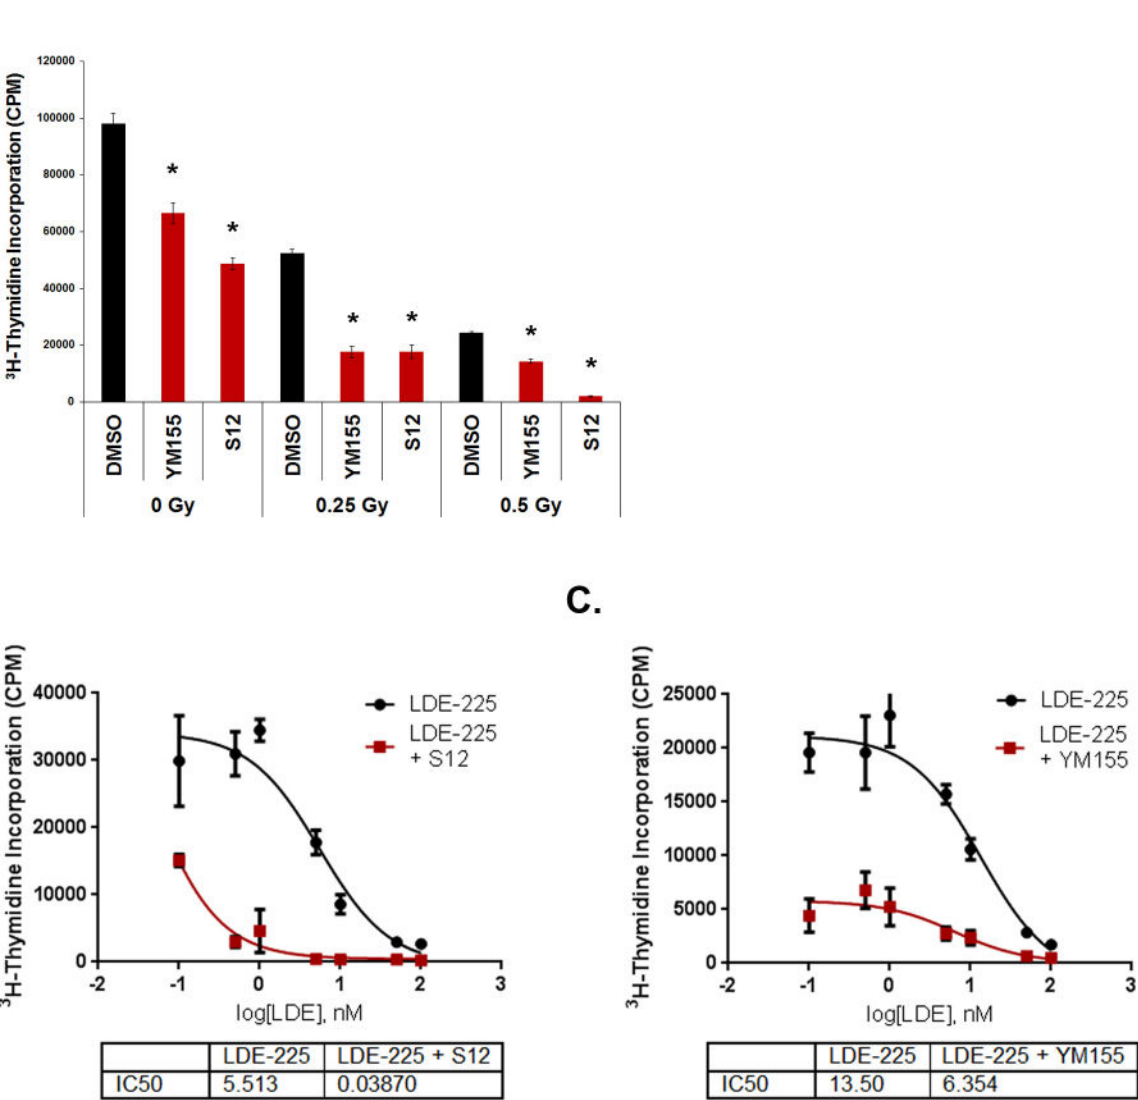 ³H-Thymidine Incorporation (CPM)
120000
100000
80000
60000
40000
20000
0
*
*
*
*
*
*
DMSO
YM155
S12
DMSO
YM155
S12
DMSO
YM155
S12
0 Gy
0.25 Gy
0.5 Gy
C.
³H-Thymidine Incorporation (CPM)
40000
30000
20000
10000
0
-2
-1
0
1
2
3
log[LDE], nM
LDE-225
LDE-225
+ S12
LDE-225 LDE-225 + S12
IC50 5.513 0.03870
³H-Thymidine Incorporation (CPM)
25000
20000
15000
10000
5000
0
-2
-1
0
1
2
3
log[LDE], nM
LDE-225
LDE-225
+ YM155
LDE-225 LDE-225 + YM155
IC50 13.50 6.354